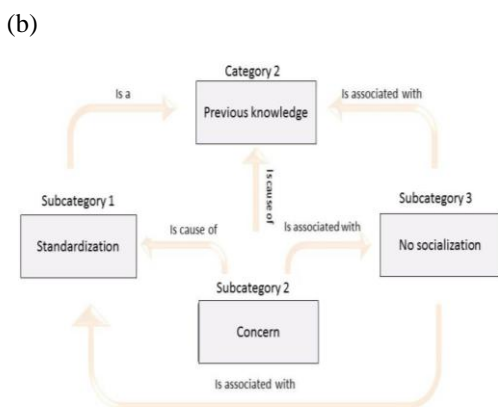 (b)
Category 2
Is a
Is associated with
Previous knowledge
Is cause of
Subcategory 1
Subcategory 3
Standardization
Is cause of
Is associated with
No socialization
Subcategory 2
Concern
Is associated with